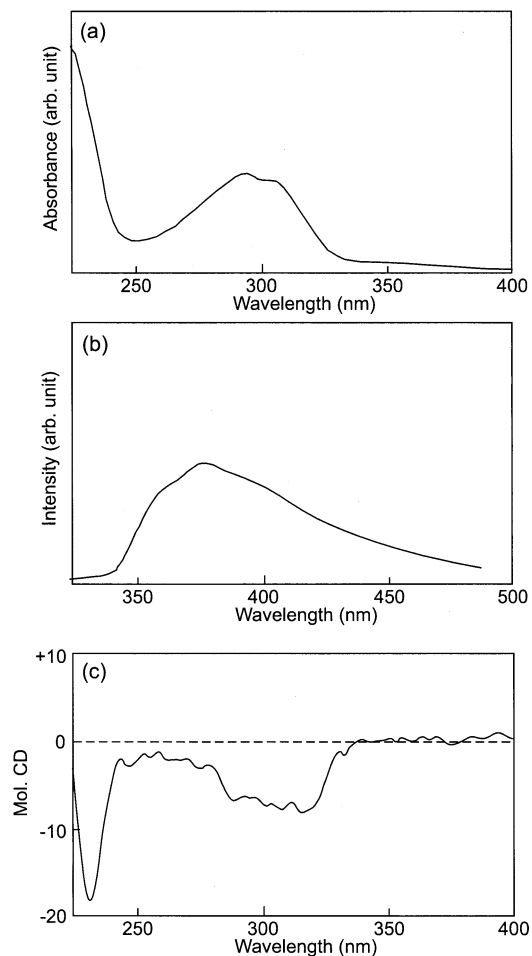 (a)
Absorbance (arb. unit)
250 300 350 400
Wavelength (nm)
(b)
Intensity (arb. unit)
350 400 450 500
Wavelength (nm)
(c)
Mol. CD
+10
0
-10
-20
250 300 350 400
Wavelength (nm)